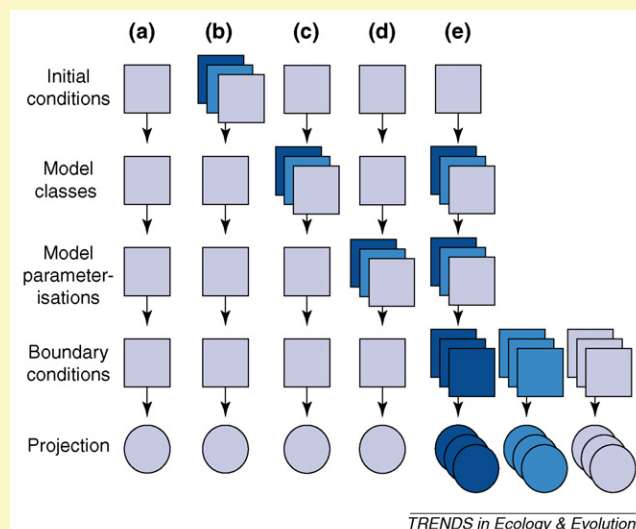 (a) (b) (c) (d) (e)
Initial
conditions
Model
classes
Model
parameter-
isations
Boundary
conditions
Projection
TRENDS in Ecology & Evolution